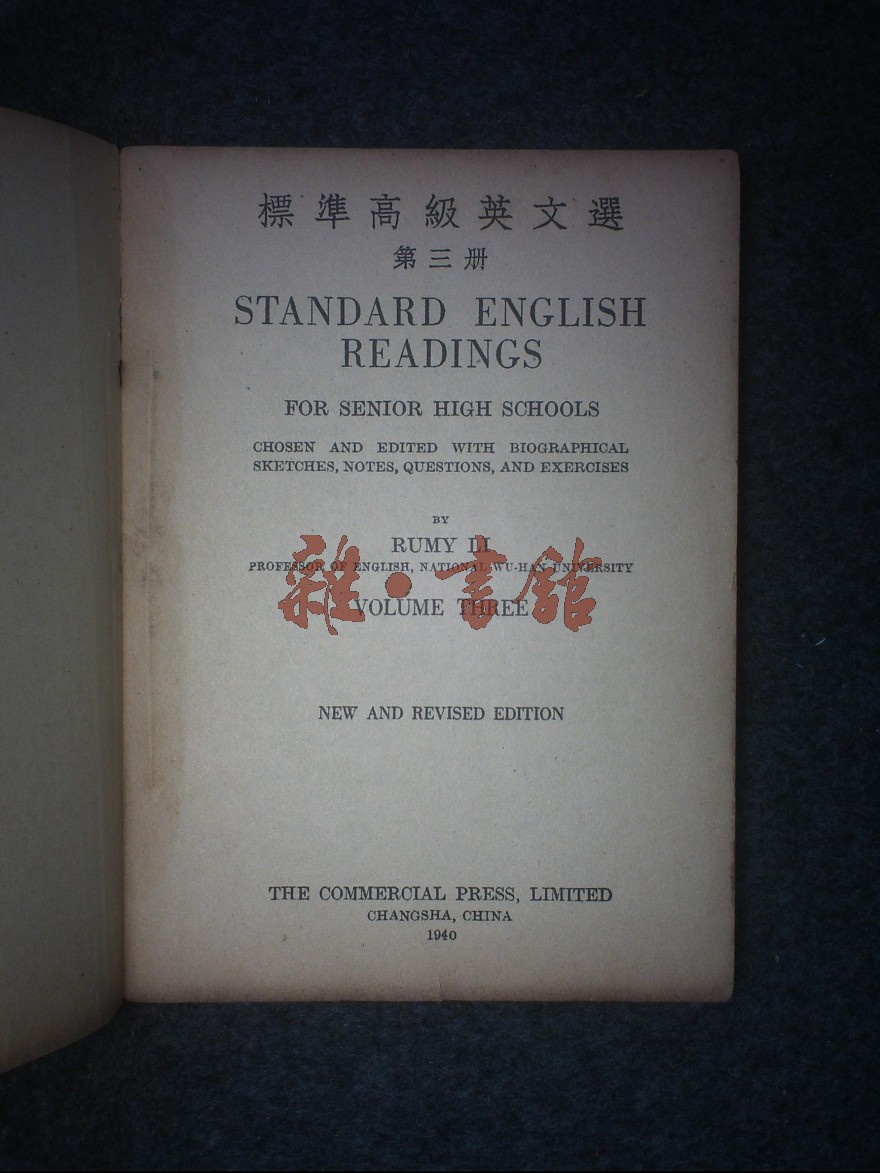 標準高級英文選
第三册
STANDARD ENGLISH
READINGS
FOR SENIOR HIGH SCHOOLS
CHOSEN AND EDITED WITH BIOGRAPHICAL
SKETCHES, NOTES, QUESTIONS, AND EXERCISES
BY
RUMY LI
PROFESSOR OF ENGLISH, NATIONAL WU-HAN UNIVERSITY
雜·書館
VOLUME THREE
NEW AND REVISED EDITION
THE COMMERCIAL PRESS, LIMITED
CHANGSHA, CHINA
1940